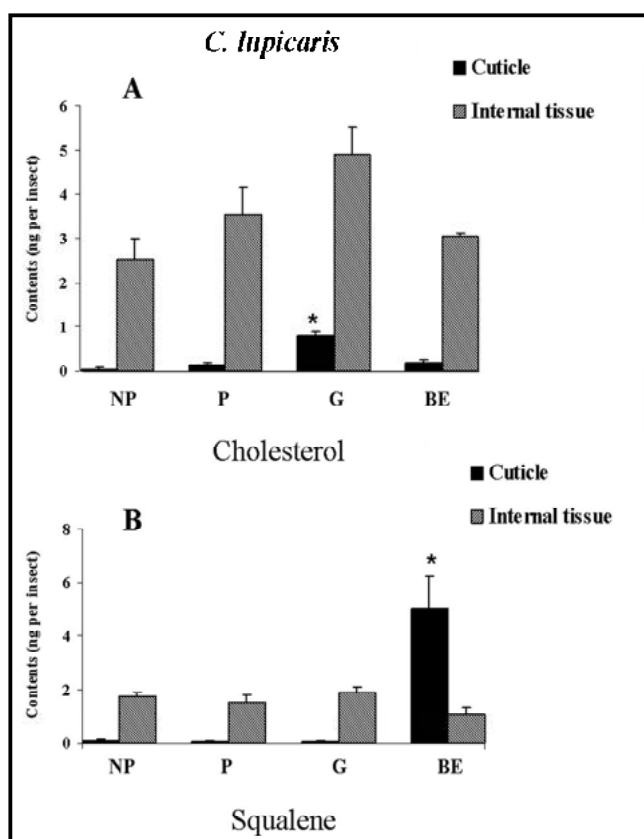 C. lupicaris
Cuticle
Internal tissue
A
Contents (ng per insect)
6
5
4
3
2
1
0
*
NP P G BE
Cholesterol
Cuticle
Internal tissue
B
Contents (ng per insect)
8
6
4
2
0
*
NP P G BE
Squalene